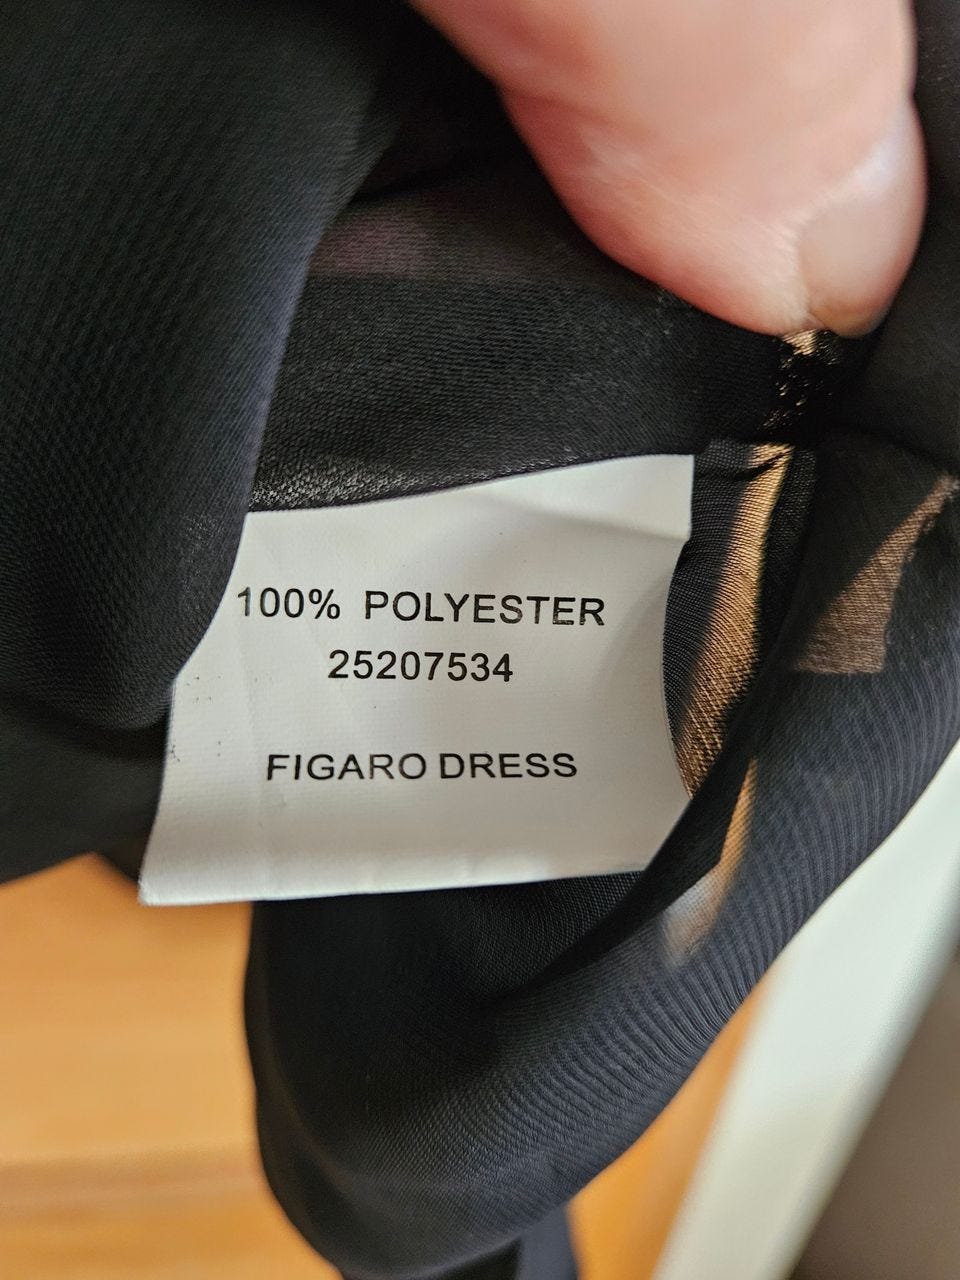 100% POLYESTER
25207534
FIGARO DRESS